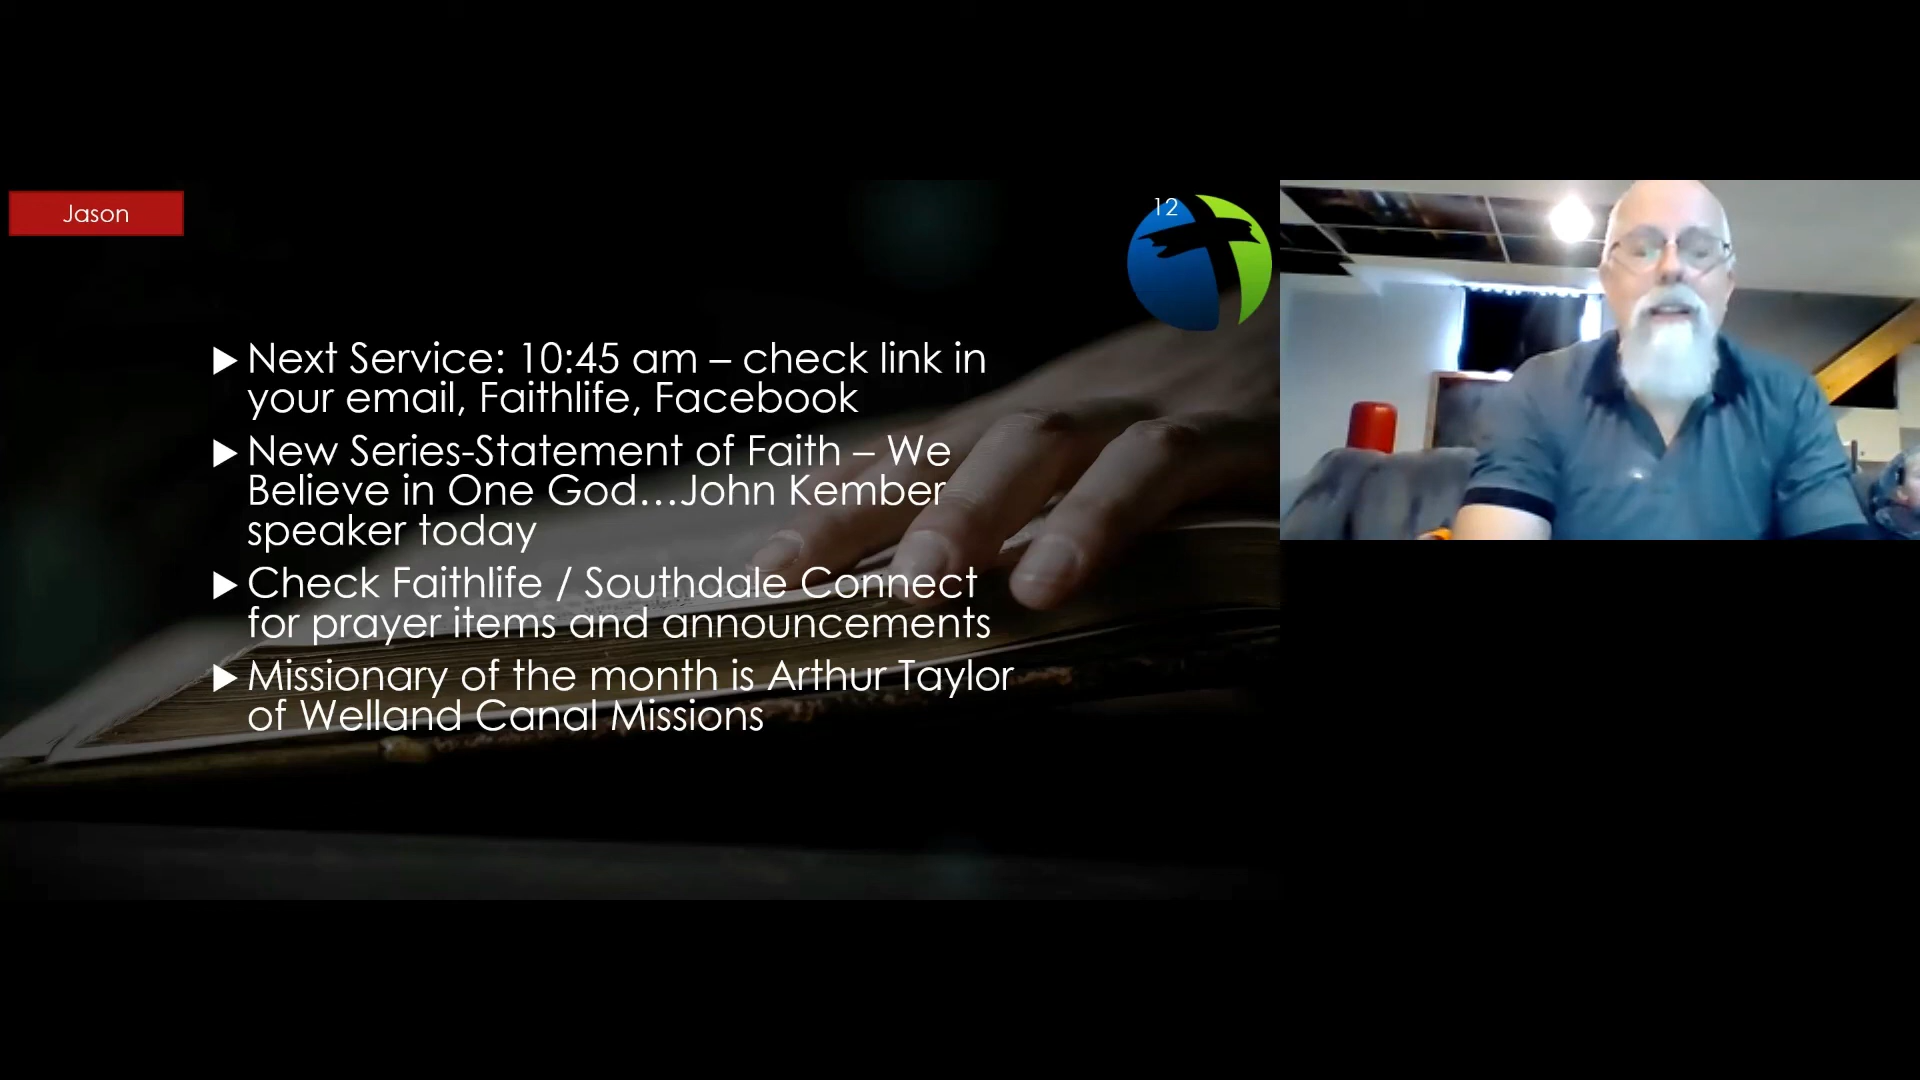 Jason
12
▶ Next Service: 10:45 am – check link in
your email, Faithlife, Facebook
▶ New Series-Statement of Faith – We
Believe in One God…John Kember
speaker today
▶ Check Faithlife / Southdale Connect
for prayer items and announcements
▶ Missionary of the month is Arthur Taylor
of Welland Canal Missions